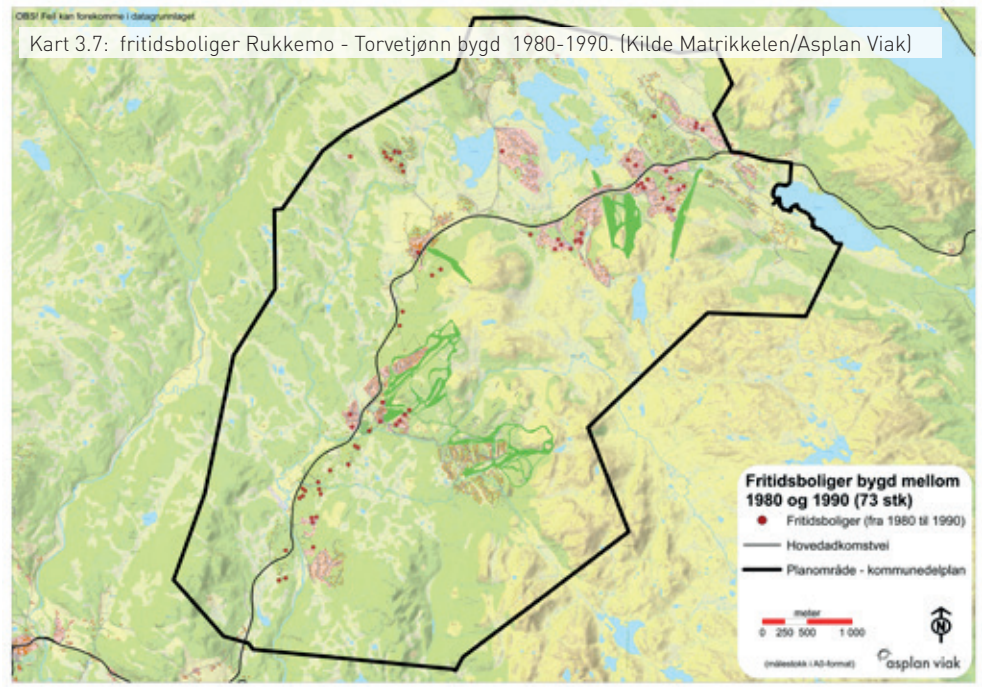 OBS! Feil kan forekomme i datagrunnlaget
Kart 3.7: fritidsboliger Rukkemo - Torvetjønn bygd 1980-1990. (Kilde Matrikkelen/Asplan Viak)
Fritidsboliger bygd mellom
1980 og 1990 (73 stk)
Fritidsboliger (fra 1980 til 1990)
Hovedadkomstvei
Planområde - kommunedelplan
meter
0 250 500 1 000
(målestokk i A0-format)
N
asplan viak